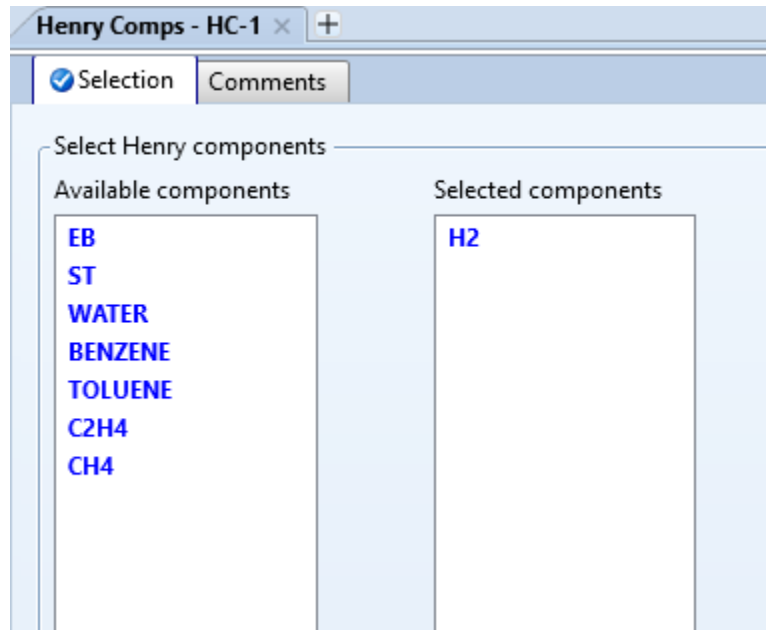 Henry Comps - HC-1 × +
Selection Comments
Select Henry components
Available components Selected components
EB H2
ST
WATER
BENZENE
TOLUENE
C2H4
CH4